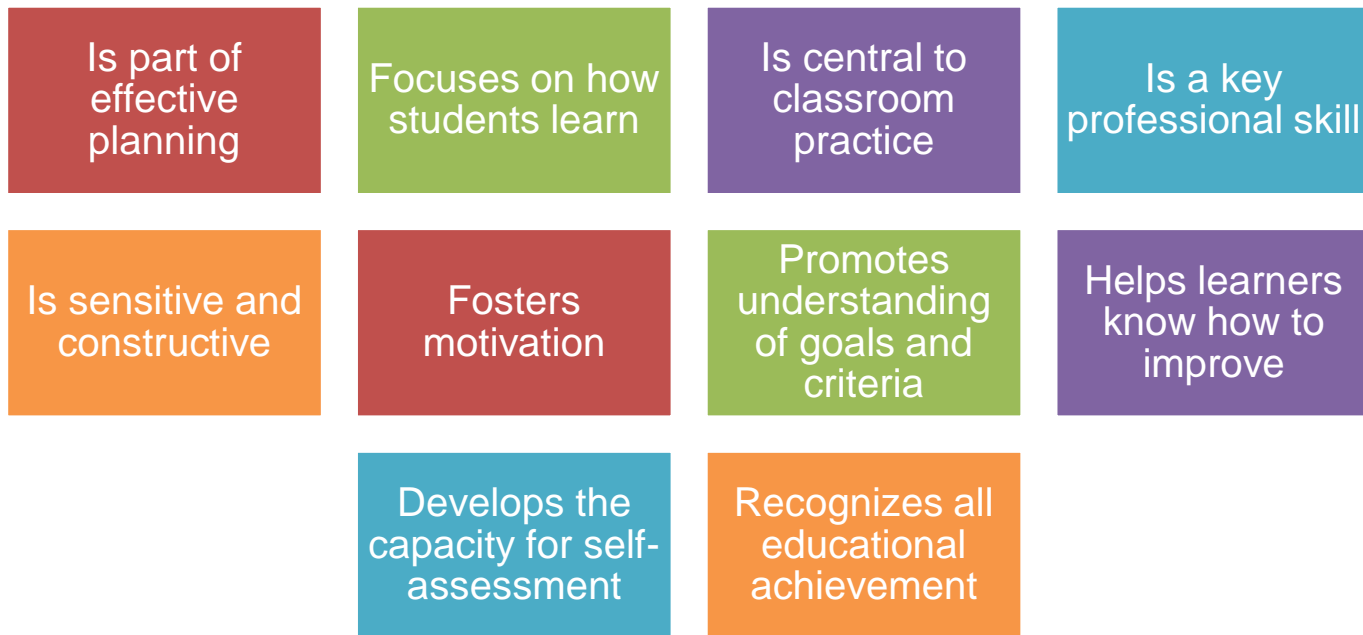 Is part of
effective
planning
Focuses on how
students learn
Is central to
classroom
practice
Is a key
professional skill
Is sensitive and
constructive
Fosters
motivation
Promotes
understanding
of goals and
criteria
Helps learners
know how to
improve
Develops the
capacity for self-
assessment
Recognizes all
educational
achievement